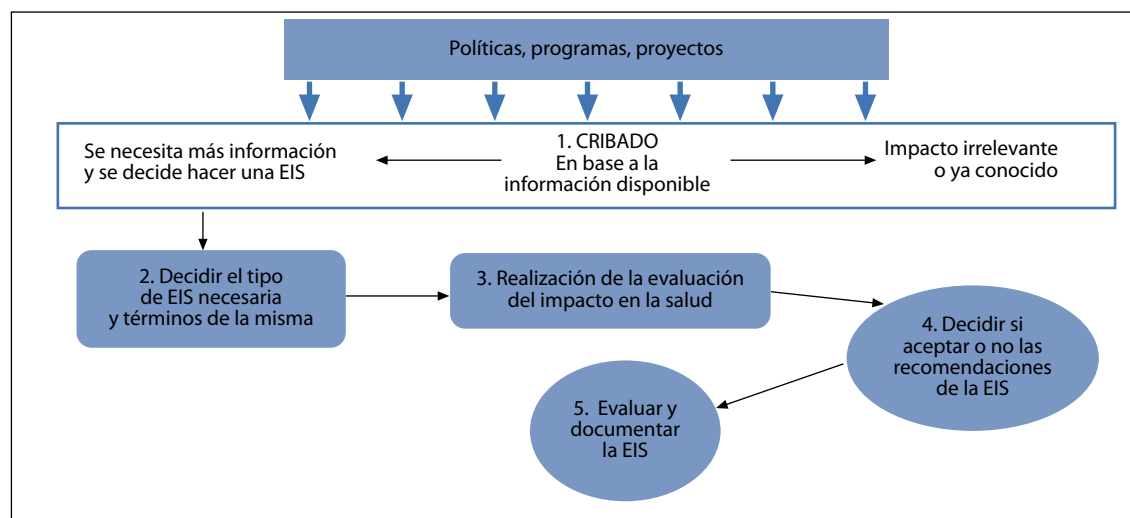 Políticas, programas, proyectos
Se necesita más información
y se decide hacer una EIS
1. CRIBADO
En base a la
información disponible
Impacto irrelevante
o ya conocido
2. Decidir el tipo
de EIS necesaria
y términos de la misma
3. Realización de la evaluación
del impacto en la salud
4. Decidir si
aceptar o no las
recomendaciones
de la EIS
5. Evaluar y
documentar
la EIS